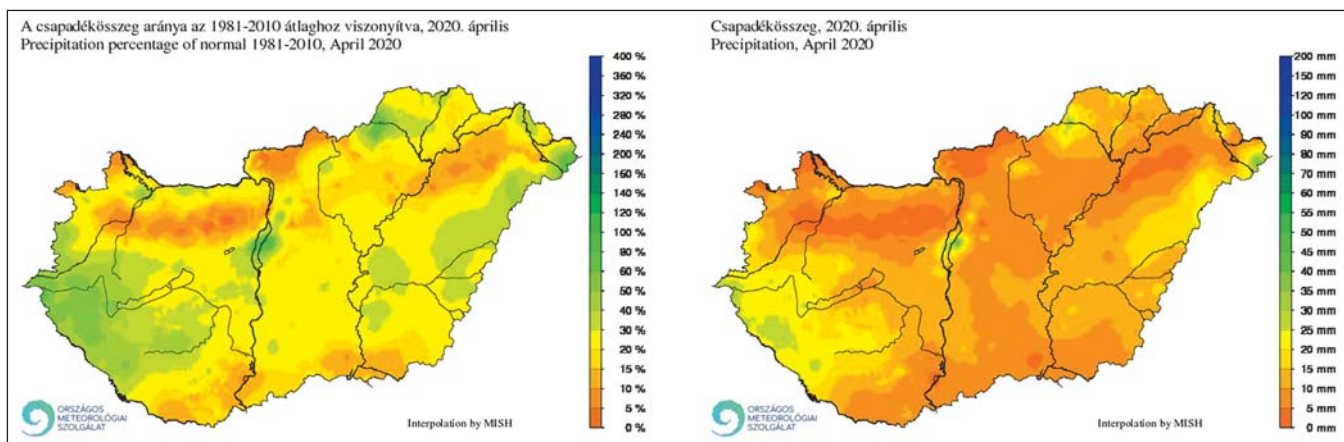 A csapadékösszeg aránya az 1981-2010 átlaghoz viszonyítva, 2020. április
Precipitation percentage of normal 1981-2010, April 2020
400 %
360 %
320 %
280 %
240 %
200 %
160 %
140 %
120 %
100 %
80 %
60 %
50 %
40 %
30 %
20 %
15 %
10 %
5 %
0 %
ORSZÁGOS
METEOROLÓGIAI
SZOLGÁLAT
Interpolation by MISH
Csapadékösszeg, 2020. április
Precipitation, April 2020
200 mm
150 mm
120 mm
100 mm
90 mm
80 mm
70 mm
60 mm
55 mm
50 mm
45 mm
40 mm
35 mm
30 mm
25 mm
20 mm
15 mm
10 mm
5 mm
0 mm
ORSZÁGOS
METEOROLÓGIAI
SZOLGÁLAT
Interpolation by MISH